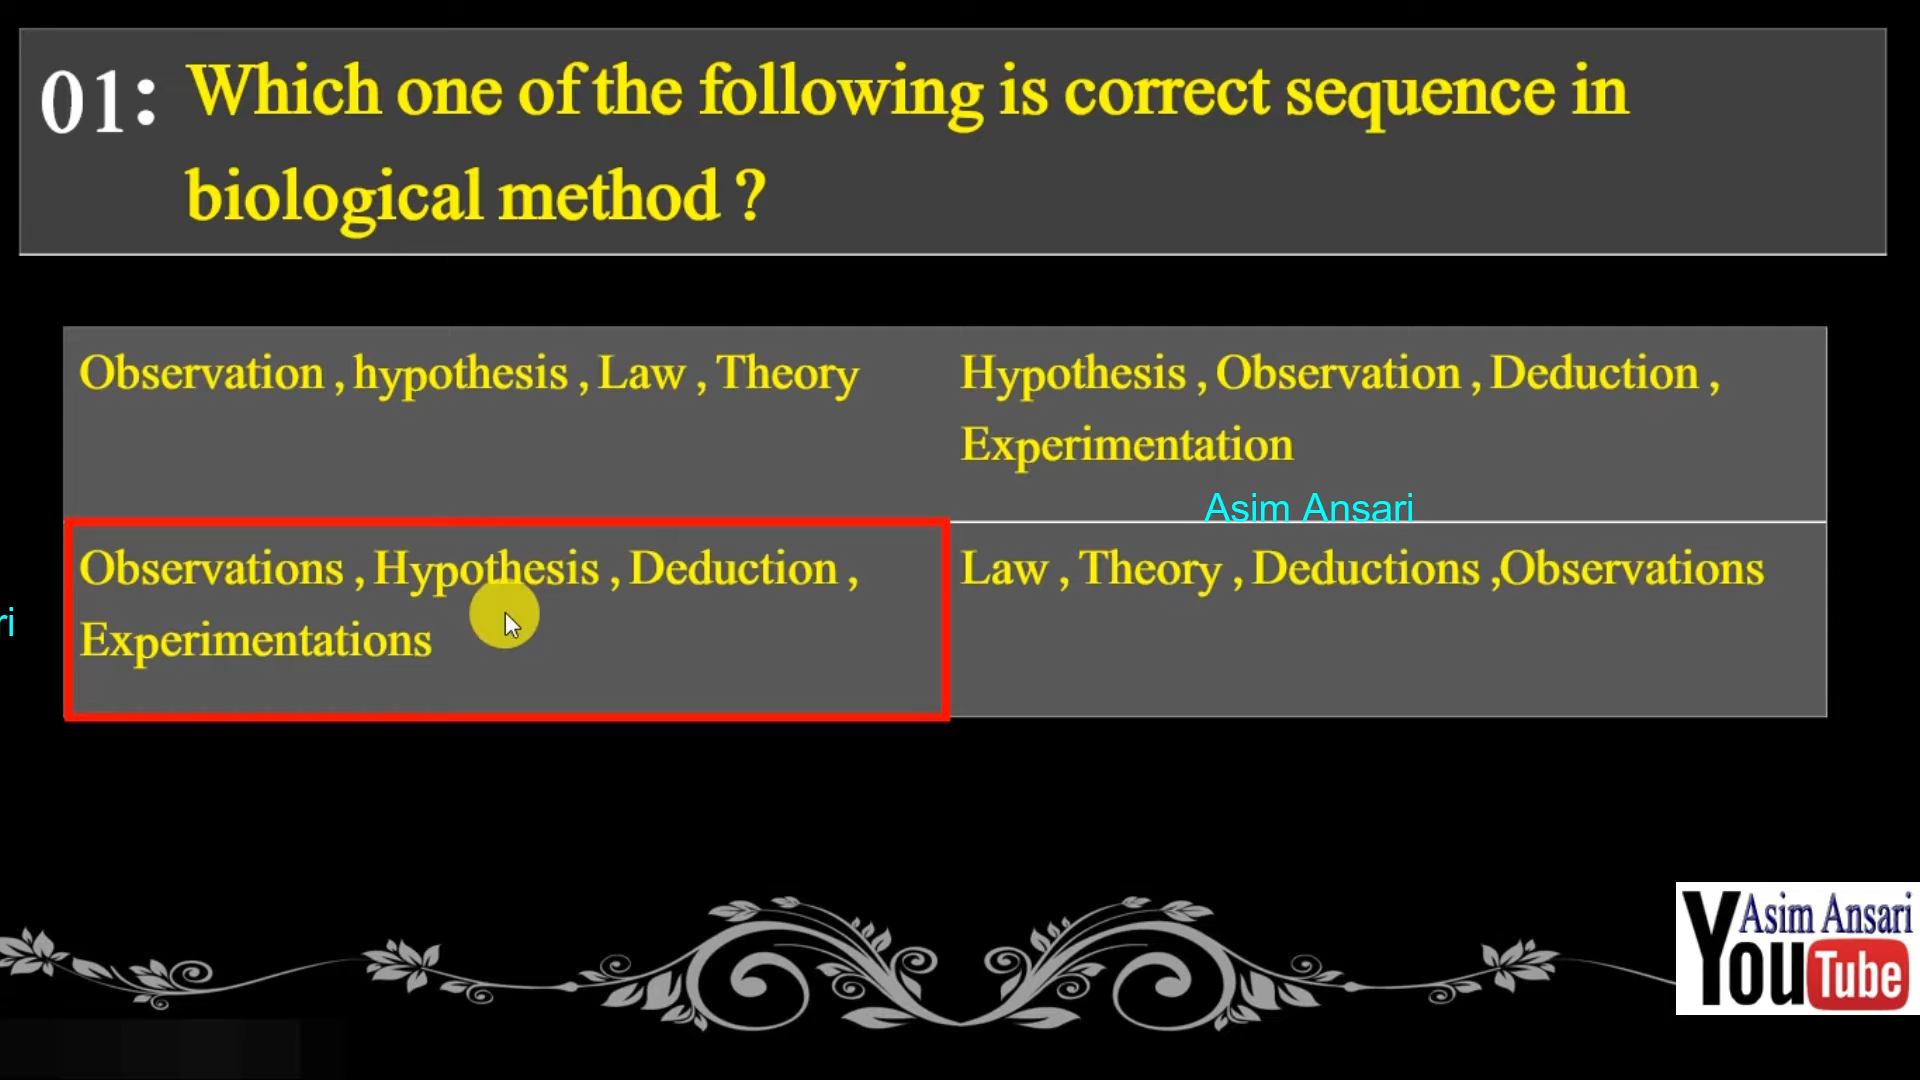 01: Which one of the following is correct sequence in
biological method ?
Observation , hypothesis , Law , Theory
Hypothesis , Observation , Deduction ,
Experimentation
Asim Ansari
Observations , Hypothesis , Deduction ,
Experimentations
Law , Theory , Deductions ,Observations
ri
Asim Ansari
YouTube